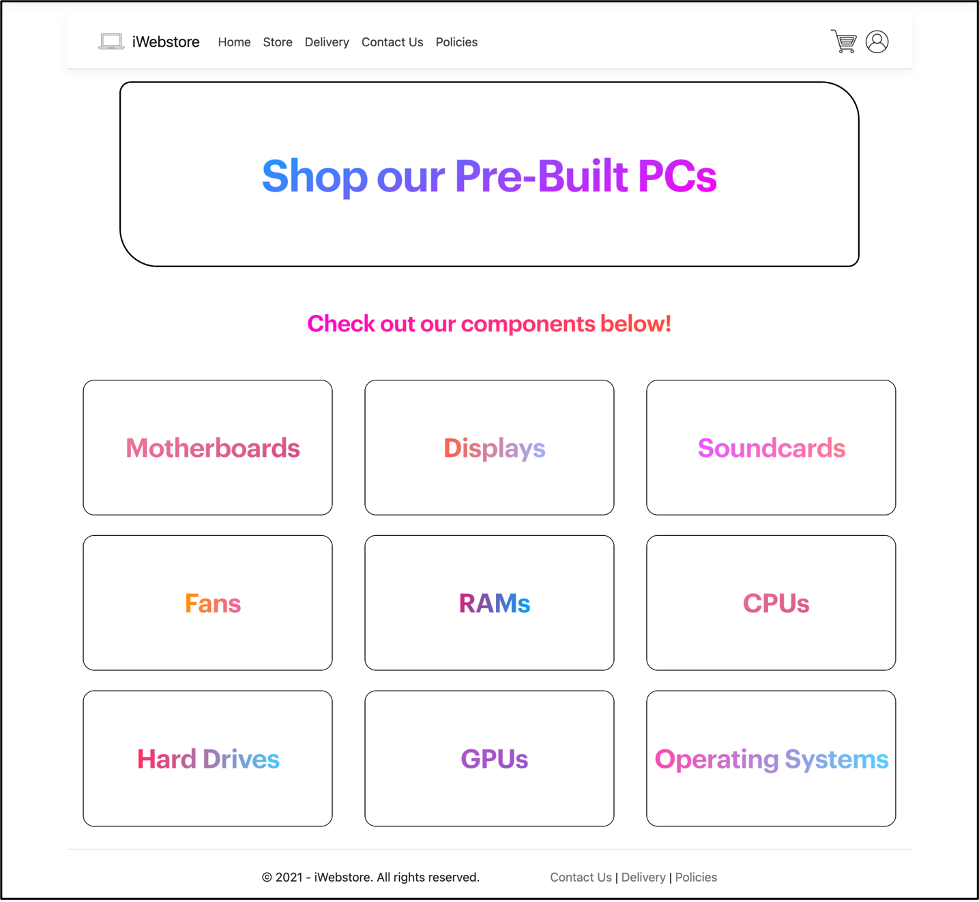 iWebstore Home Store Delivery Contact Us Policies
Shop our Pre-Built PCs
Check out our components below!
Motherboards Displays Soundcards
Fans RAMs CPUs
Hard Drives GPUs Operating Systems
© 2021 - iWebstore. All rights reserved. Contact Us | Delivery | Policies